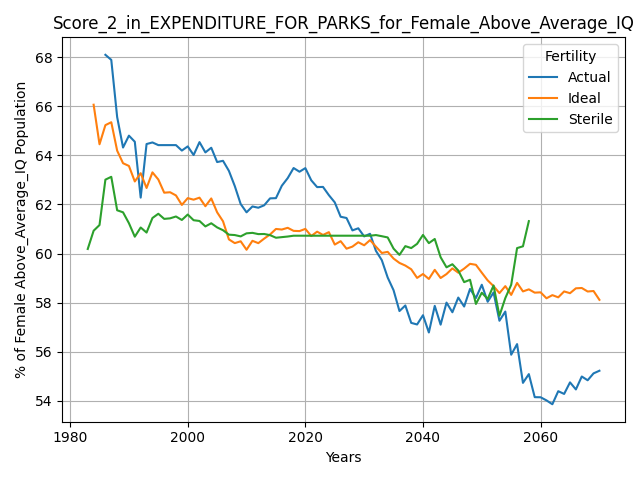 Score_2_in_EXPENDITURE_FOR_PARKS_for_Female_Above_Average_IQ
% of Female Above_Average_IQ Population
68
66
64
62
60
58
56
54
Fertility
Actual
Ideal
Sterile
1980 2000 2020 2040 2060
Years